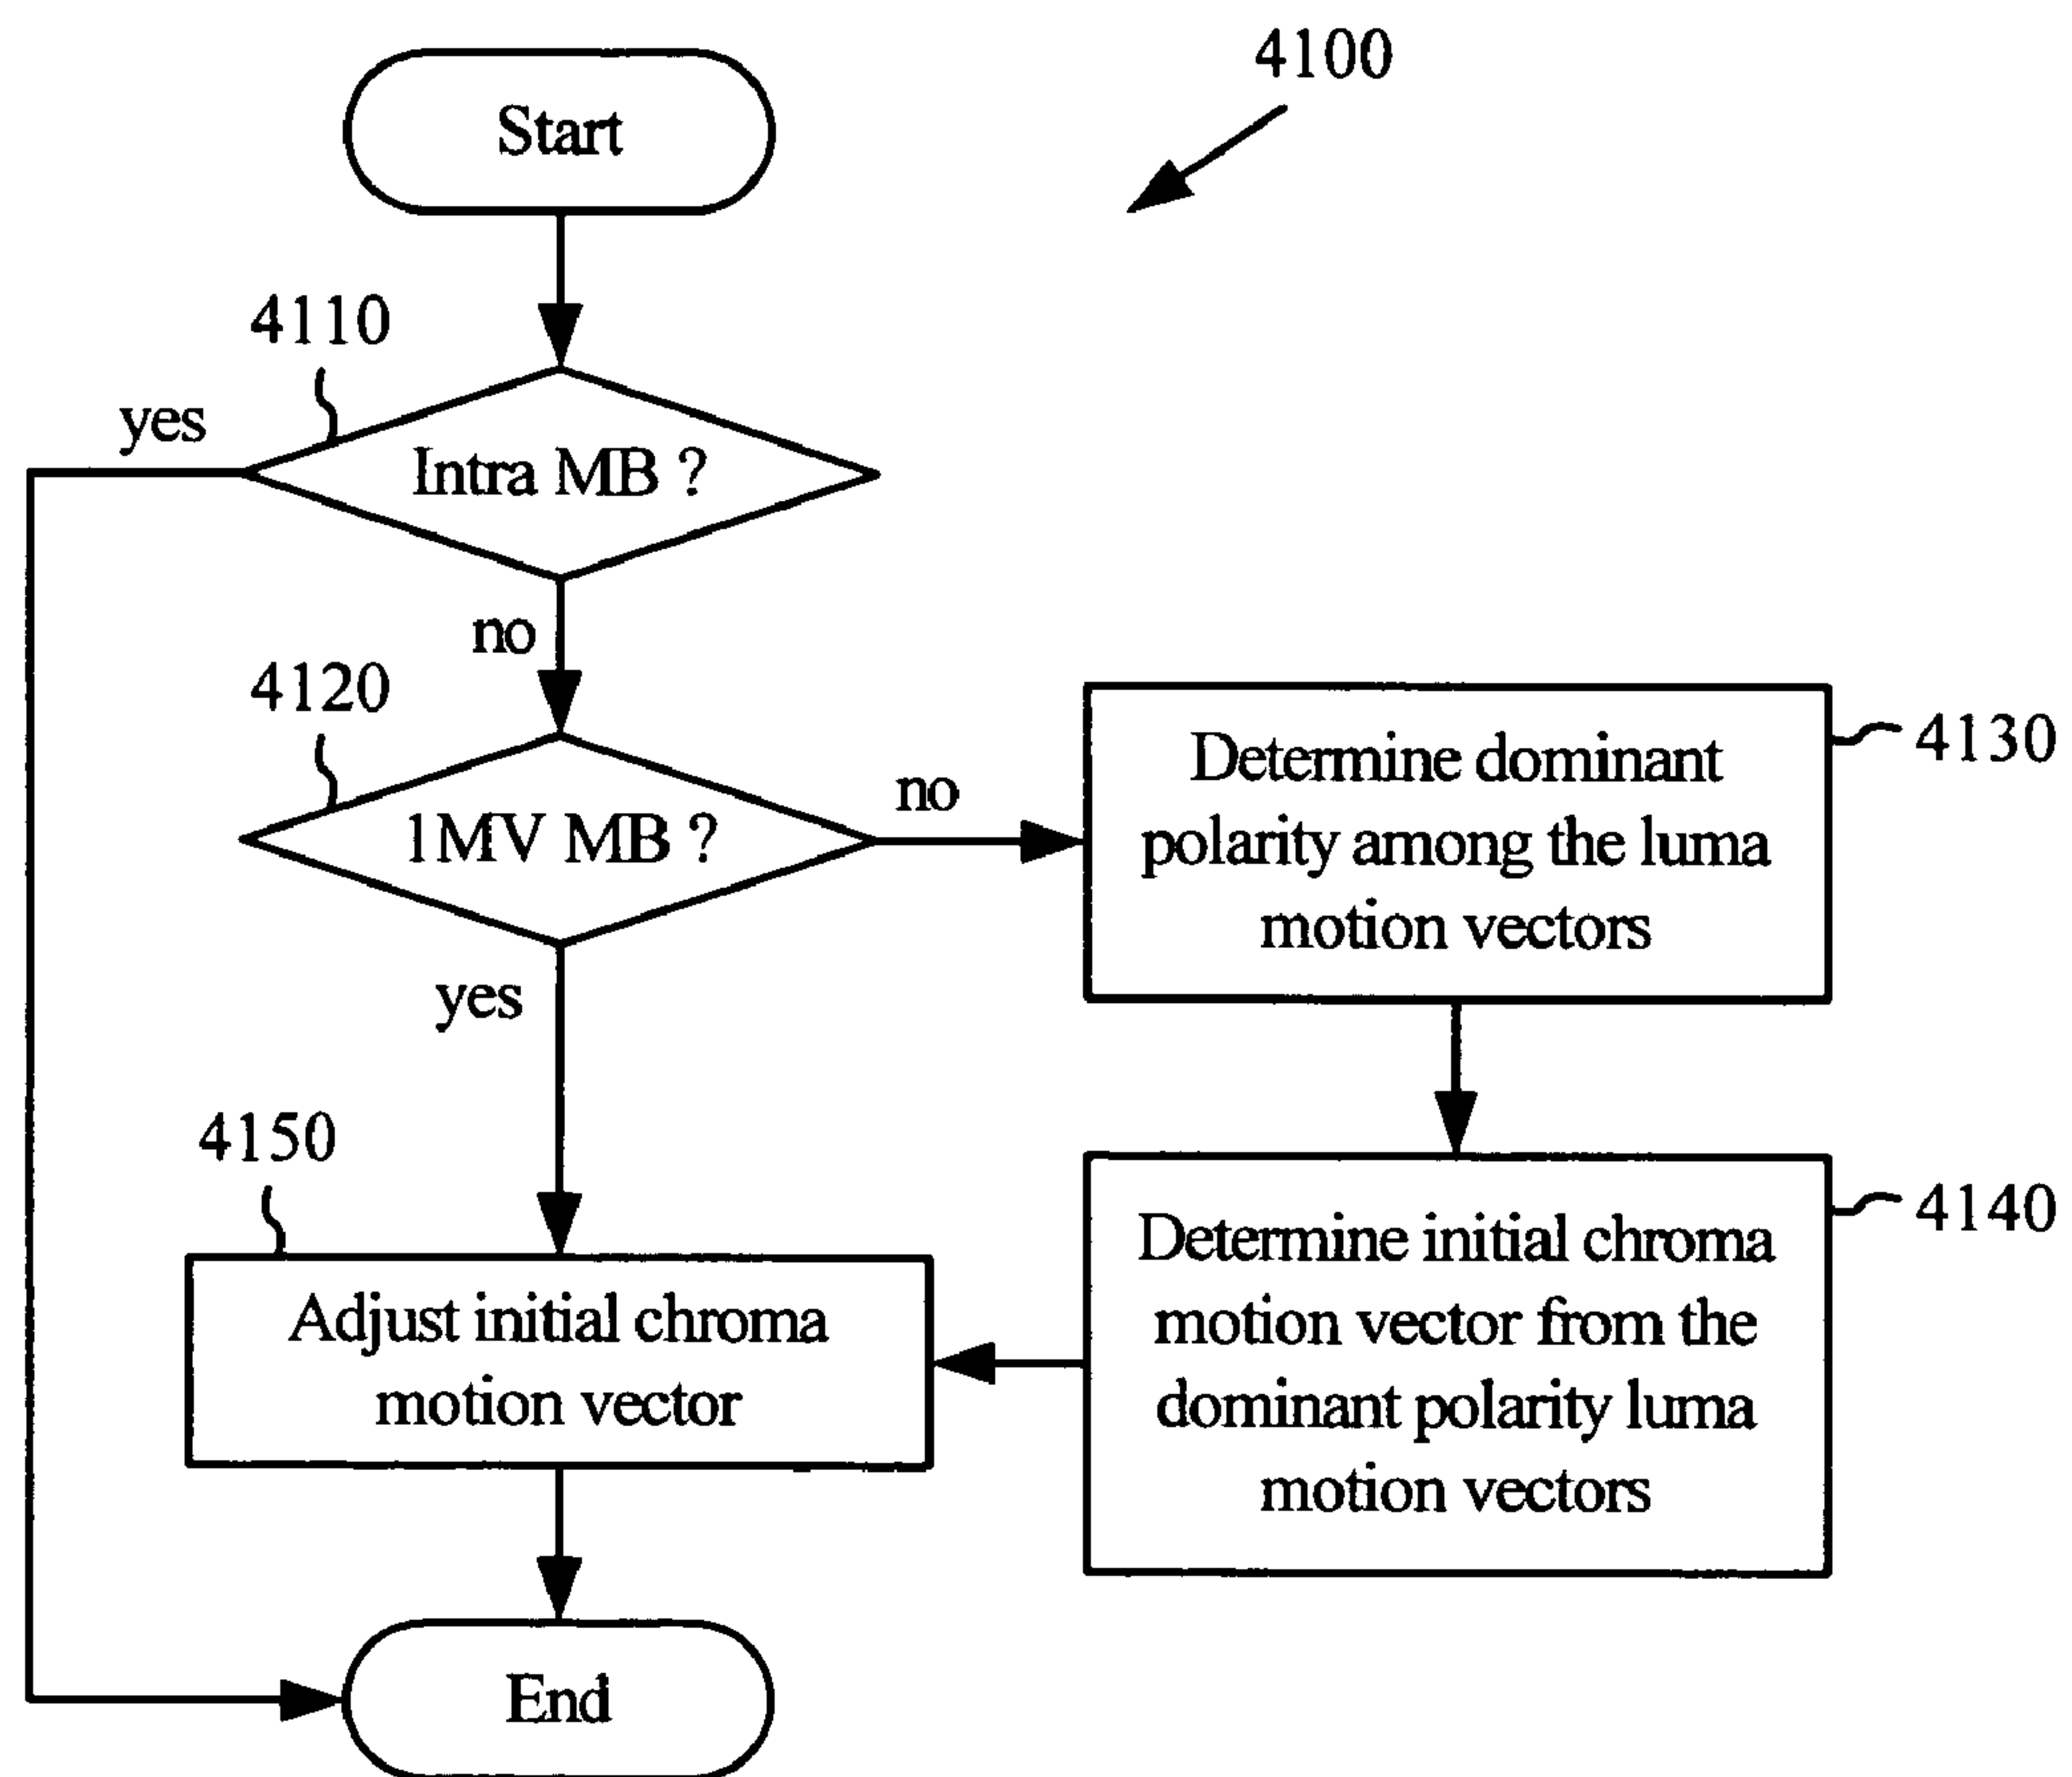 4100
Start
4110
yes
Intra MB ?
no
4120
1MV MB ?
no
Determine dominant
polarity among the luma
motion vectors
4130
yes
4150
Adjust initial chroma
motion vector
Determine initial chroma
motion vector from the
dominant polarity luma
motion vectors
4140
End